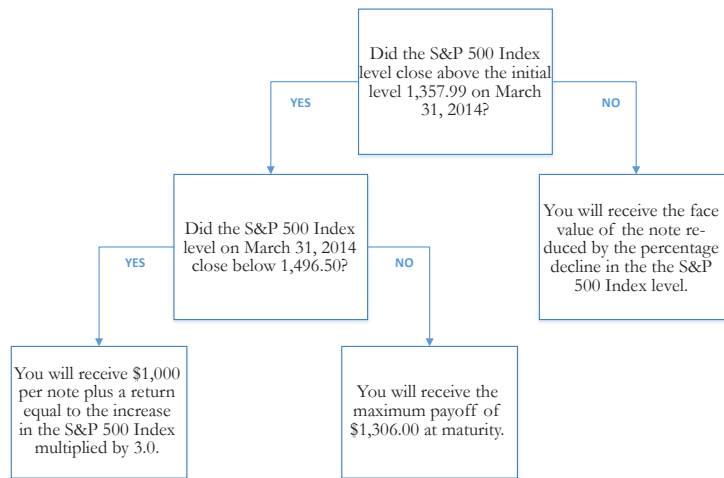 Did the S&P 500 Index
level close above the initial
level 1,357.99 on March
31, 2014?
YES
NO
Did the S&P 500 Index
level on March 31, 2014
close below 1,496.50?
You will receive the face
value of the note re-
duced by the percentage
decline in the the S&P
500 Index level.
YES
NO
You will receive $1,000
per note plus a return
equal to the increase
in the S&P 500 Index
multiplied by 3.0.
You will receive the
maximum payoff of
$1,306.00 at maturity.